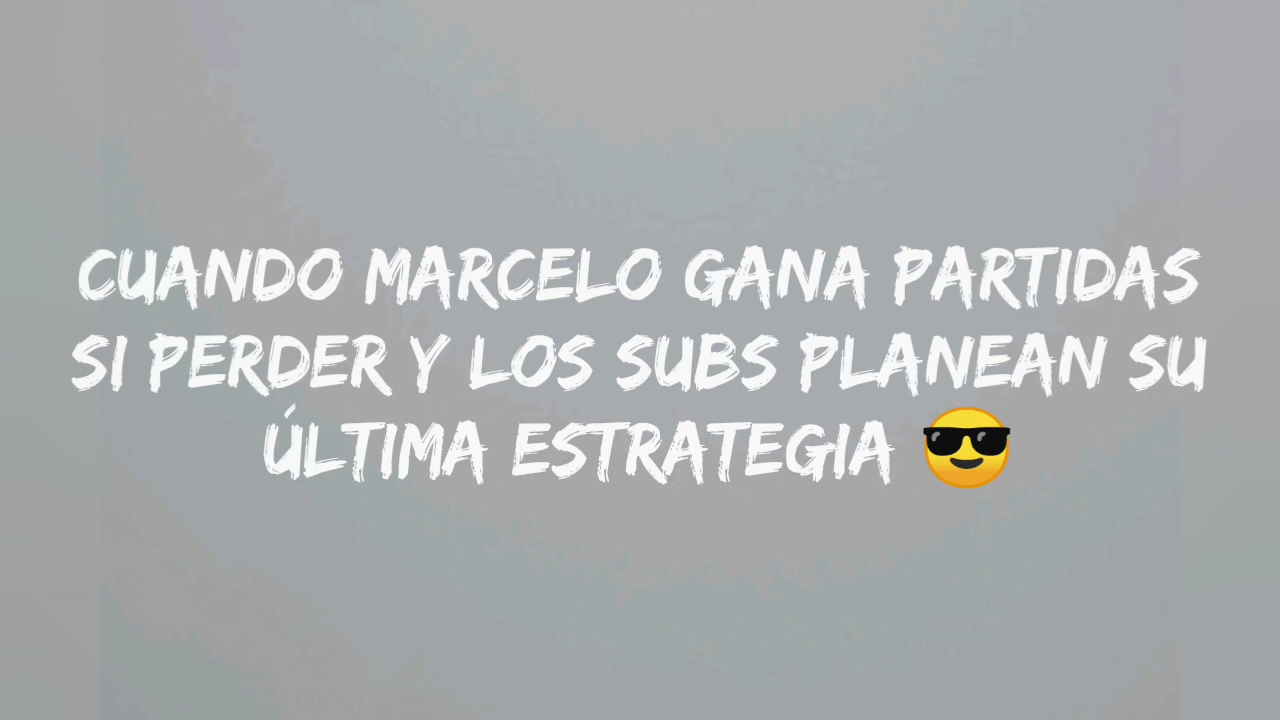 CUANDO MARCELO GANA PARTIDAS
SI PERDER Y LOS SUBS PLANEAN SU
ÚLTIMA ESTRATEGIA 😎